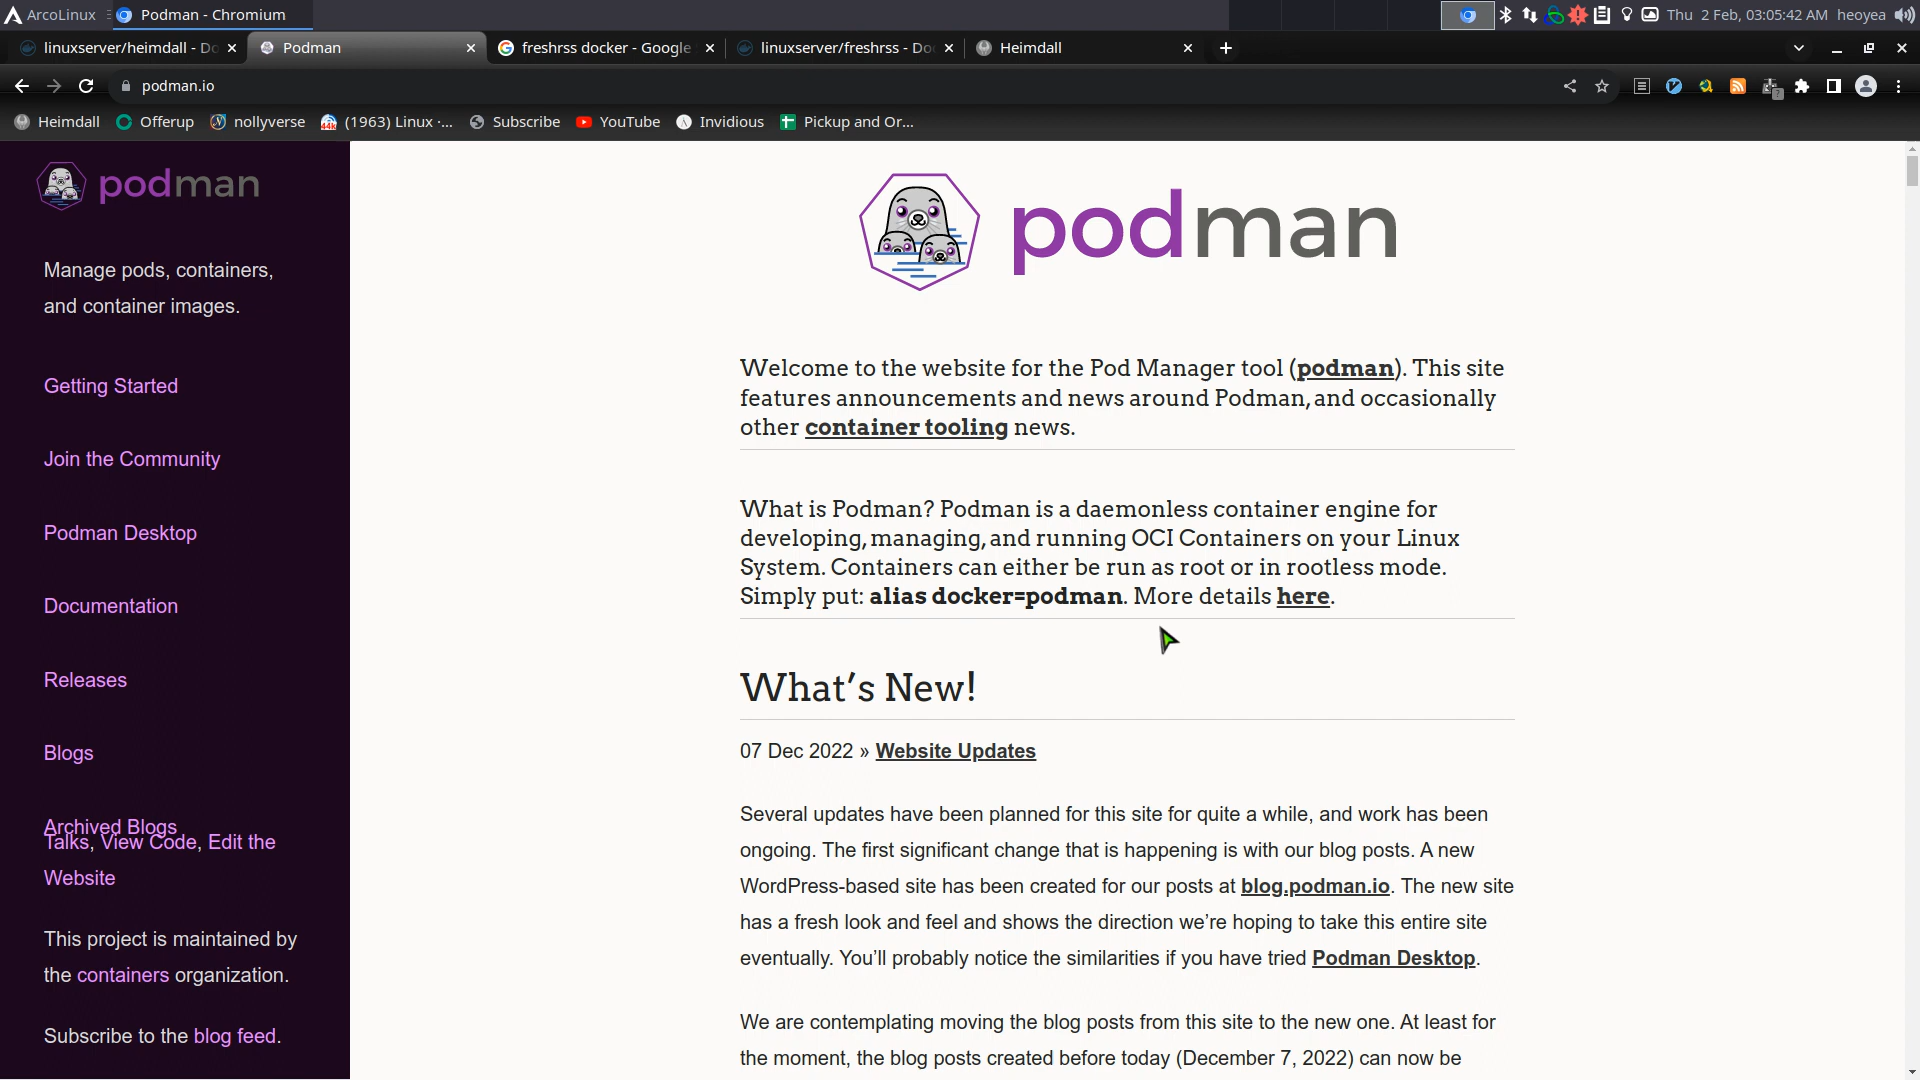 ArcoLinux
Podman - Chromium
Thu 2 Feb, 03:05:42 AM heoyea
linuxserver/heimdall - Do
Podman
freshrss docker - Google
linuxserver/freshrss - Doc
Heimdall
podman.io
Heimdall
Offerup
nollyverse
44k
(1963) Linux ·...
Subscribe
YouTube
Invidious
Pickup and Or...
podman
Manage pods, containers,
and container images.
Getting Started
Join the Community
Podman Desktop
Documentation
Releases
Blogs
Archived Blogs
Talks, View Code, Edit the
Website
This project is maintained by
the containers organization.
Subscribe to the blog feed.
podman
Welcome to the website for the Pod Manager tool (podman). This site
features announcements and news around Podman, and occasionally
other container tooling news.
What is Podman? Podman is a daemonless container engine for
developing, managing, and running OCI Containers on your Linux
System. Containers can either be run as root or in rootless mode.
Simply put: alias docker=podman. More details here.
What’s New!
07 Dec 2022 » Website Updates
Several updates have been planned for this site for quite a while, and work has been
ongoing. The first significant change that is happening is with our blog posts. A new
WordPress-based site has been created for our posts at blog.podman.io. The new site
has a fresh look and feel and shows the direction we’re hoping to take this entire site
eventually. You’ll probably notice the similarities if you have tried Podman Desktop.
We are contemplating moving the blog posts from this site to the new one. At least for
the moment, the blog posts created before today (December 7, 2022) can now be